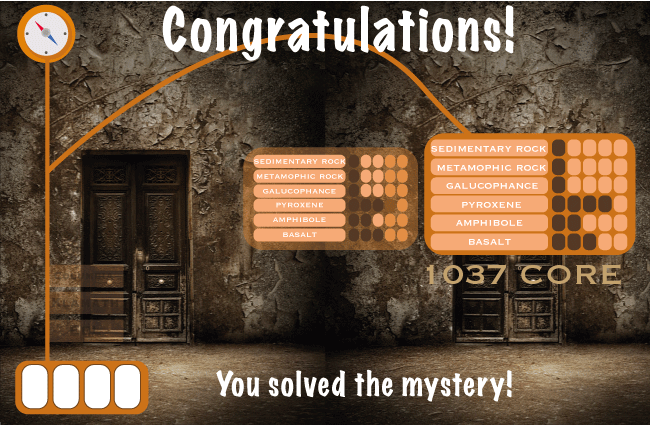 Congratulations!
SEDIMENTARY ROCK
METAMOPHIC ROCK
GALUCOPHANCE
PYROXENE
AMPHIBOLE
BASALT
SEDIMENTARY ROCK
METAMOPHIC ROCK
GALUCOPHANCE
PYROXENE
AMPHIBOLE
BASALT
1037 CORE
You solved the mystery!